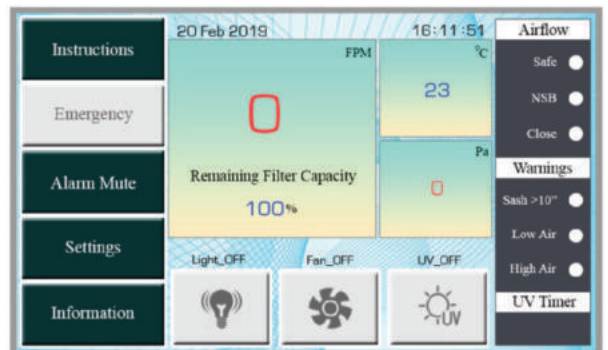 Instructions
Emergency
Alarm Mute
Settings
Information
20 Feb 2019
16:11:51
FPM
0
Remaining Filter Capacity
100%
°C
23
Pa
0
Light_OFF
Fan_OFF
UV_OFF
UV
Airflow
Safe
NSB
Close
Warnings
Sash >10"
Low Air
High Air
UV Timer